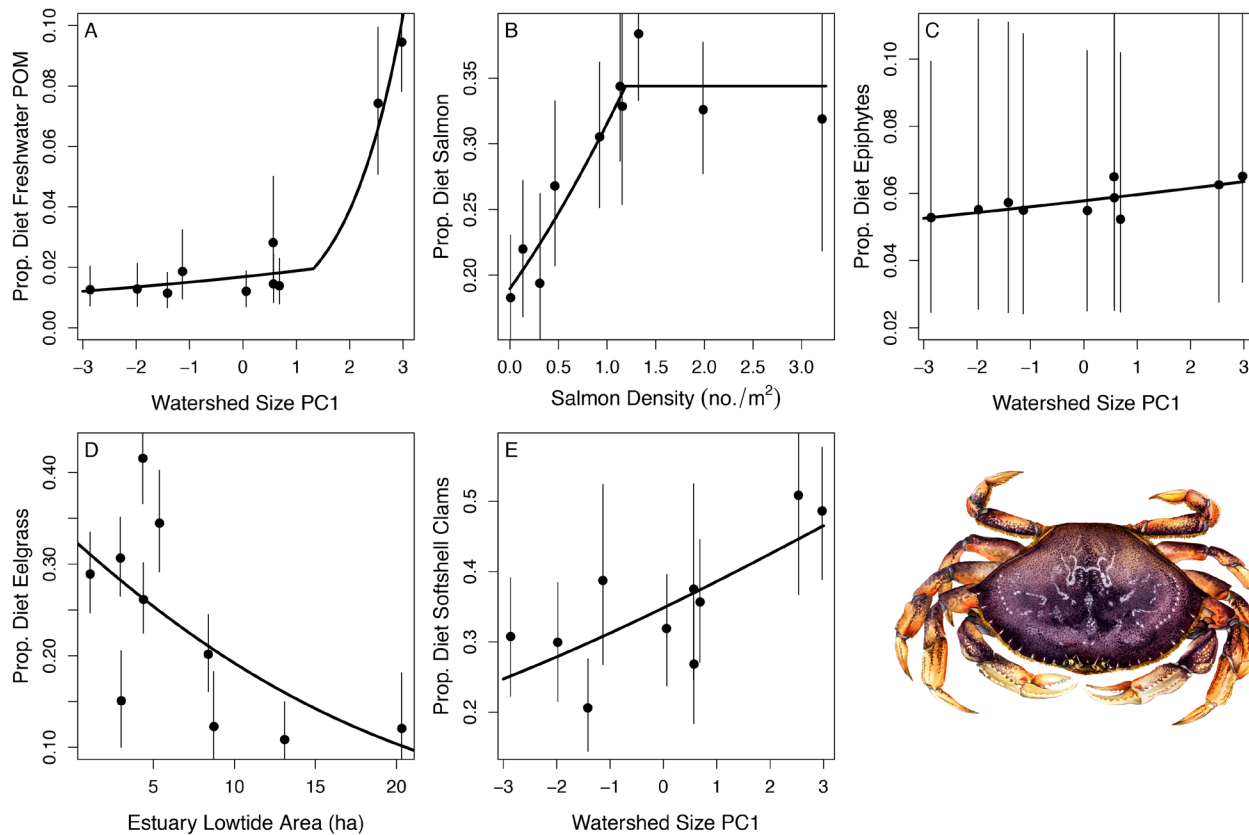 A
Prop. Diet Freshwater POM
0.00 0.02 0.04 0.06 0.08 0.10
−3 −2 −1 0 1 2 3
Watershed Size PC1
B
Prop. Diet Salmon
0.20 0.25 0.30 0.35
0.0 0.5 1.0 1.5 2.0 2.5 3.0
Salmon Density (no./m²)
C
Prop. Diet Epiphytes
0.02 0.04 0.06 0.08 0.10
−3 −2 −1 0 1 2 3
Watershed Size PC1
D
Prop. Diet Eelgrass
0.10 0.20 0.30 0.40
5 10 15 20
Estuary Lowtide Area (ha)
E
Prop. Diet Softshell Clams
0.2 0.3 0.4 0.5
−3 −2 −1 0 1 2 3
Watershed Size PC1